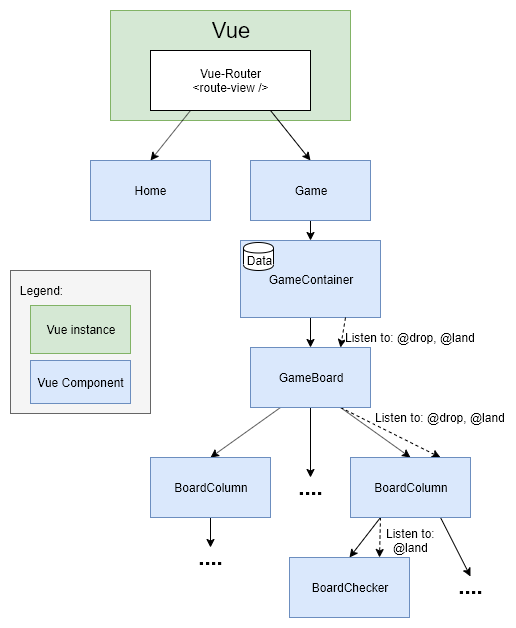 Vue
Vue-Router
<route-view />
Home
Game
Data
GameContainer
Legend:
Vue instance
Vue Component
Listen to: @drop, @land
GameBoard
Listen to: @drop, @land
BoardColumn
....
BoardColumn
....
Listen to:
@land
BoardChecker
....